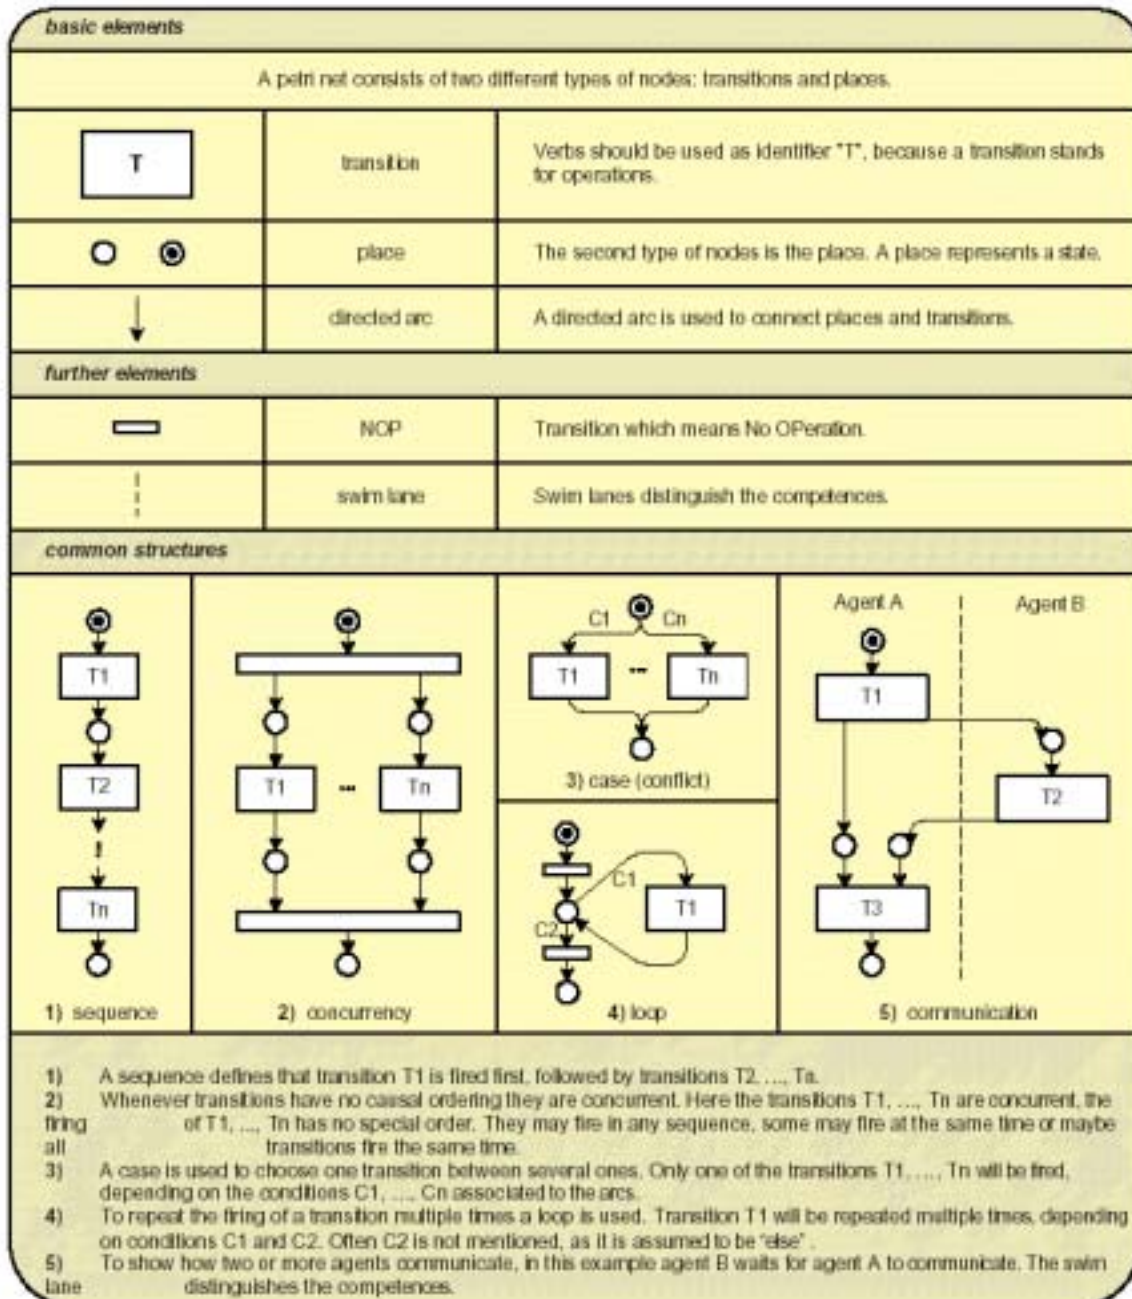 basic elements
A petri net consists of two different types of nodes: transitions and places.
T
transition
Verbs should be used as identifier "T", because a transition stands
for operations.
place
The second type of nodes is the place. A place represents a state.
directed arc
A directed arc is used to connect places and transitions.
further elements
NOP
Transition which means No OPeration.
swim lane
Swim lanes distinguish the competences.
common structures
T1
T2
Tn
1) sequence
T1
...
Tn
2) concurrency
C1
Cn
T1
...
Tn
3) case (conflict)
C1
T1
C2
4) loop
Agent A
Agent B
T1
T2
T3
5) communication
1) A sequence defines that transition T1 is fired first, followed by transitions T2, ..., Tn.
2) Whenever transitions have no causal ordering they are concurrent. Here the transitions T1, ..., Tn are concurrent, the
firing of T1, ..., Tn has no special order. They may fire in any sequence, some may fire at the same time or maybe
all transitions fire the same time.
3) A case is used to choose one transition between several ones. Only one of the transitions T1, ..., Tn will be fired,
depending on the conditions C1, ..., Cn associated to the arcs.
4) To repeat the firing of a transition multiple times a loop is used. Transition T1 will be repeated multiple times, depending
on conditions C1 and C2. Often C2 is not mentioned, as it is assumed to be "else" .
5) To show how two or more agents communicate, in this example agent B waits for agent A to communicate. The swim
lane distinguishes the competences.